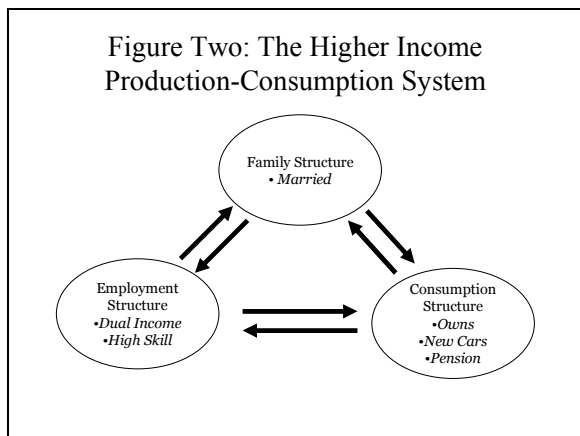 Figure Two: The Higher Income
Production-Consumption System
Family Structure
• Married
Employment
Structure
•Dual Income
•High Skill
Consumption
Structure
•Owns
•New Cars
•Pension